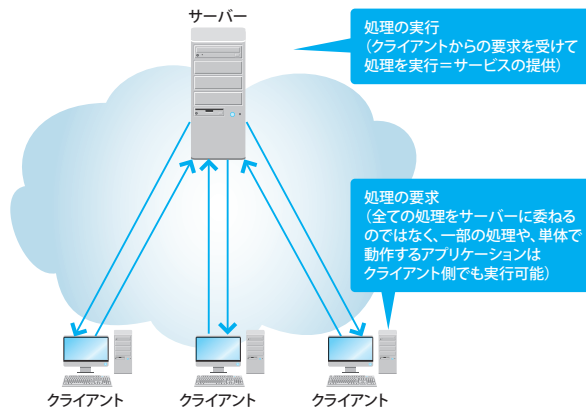 サーバー
処理の実行
(クライアントからの要求を受けて
処理を実行=サービスの提供)
処理の要求
(全ての処理をサーバーに委ねる
のではなく、一部の処理や、単体で
動作するアプリケーションは
クライアント側でも実行可能)
クライアント
クライアント
クライアント